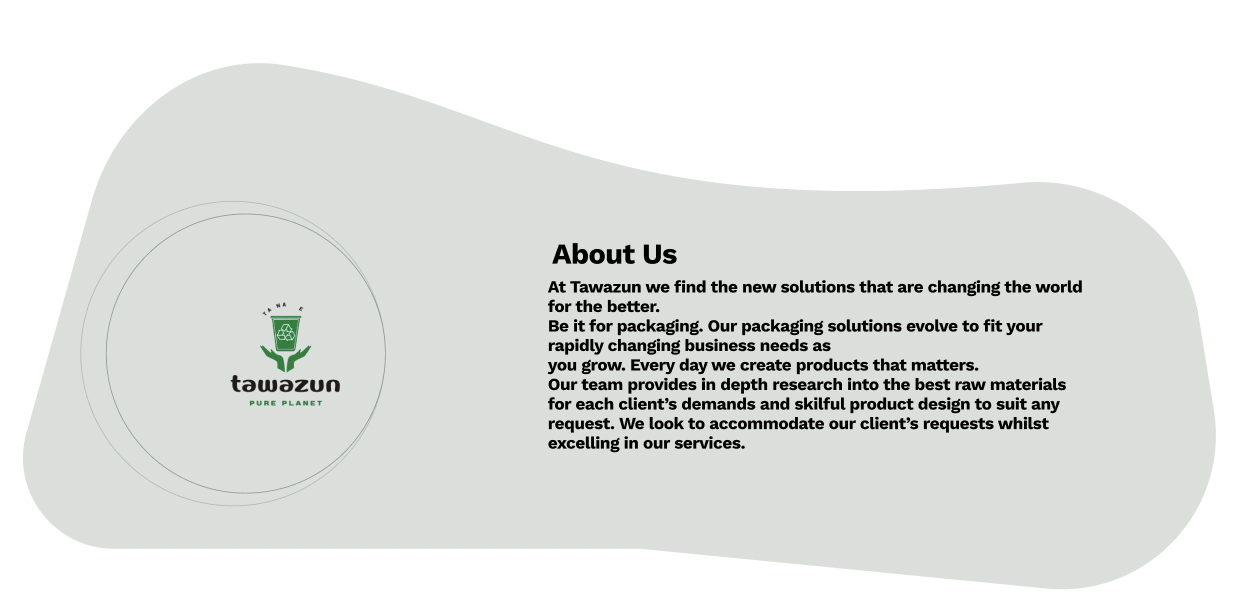 About Us
At Tawazun we find the new solutions that are changing the world
for the better.
Be it for packaging. Our packaging solutions evolve to fit your
rapidly changing business needs as
you grow. Every day we create products that matters.
Our team provides in depth research into the best raw materials
for each client’s demands and skilful product design to suit any
request. We look to accommodate our client’s requests whilst
excelling in our services.
tawazun
PURE PLANET